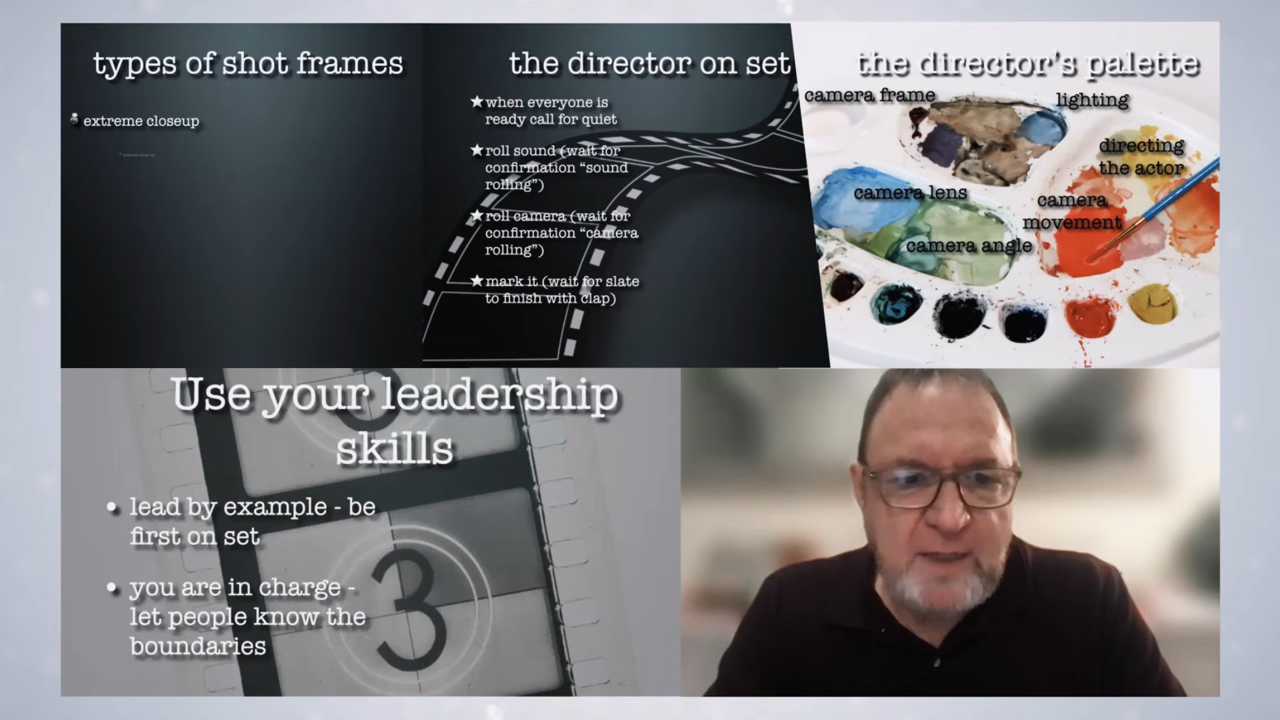 types of shot frames
extreme closeup
the director on set
when everyone is
ready call for quiet
roll sound (wait for
confirmation “sound
rolling”)
roll camera (wait for
confirmation “camera
rolling”)
mark it (wait for slate
to finish with clap)
the director's palette
camera frame
lighting
directing
the actor
camera lens
camera
movement
camera angle
Use your leadership
skills
3
• lead by example - be
first on set
• you are in charge -
let people know the
boundaries
3